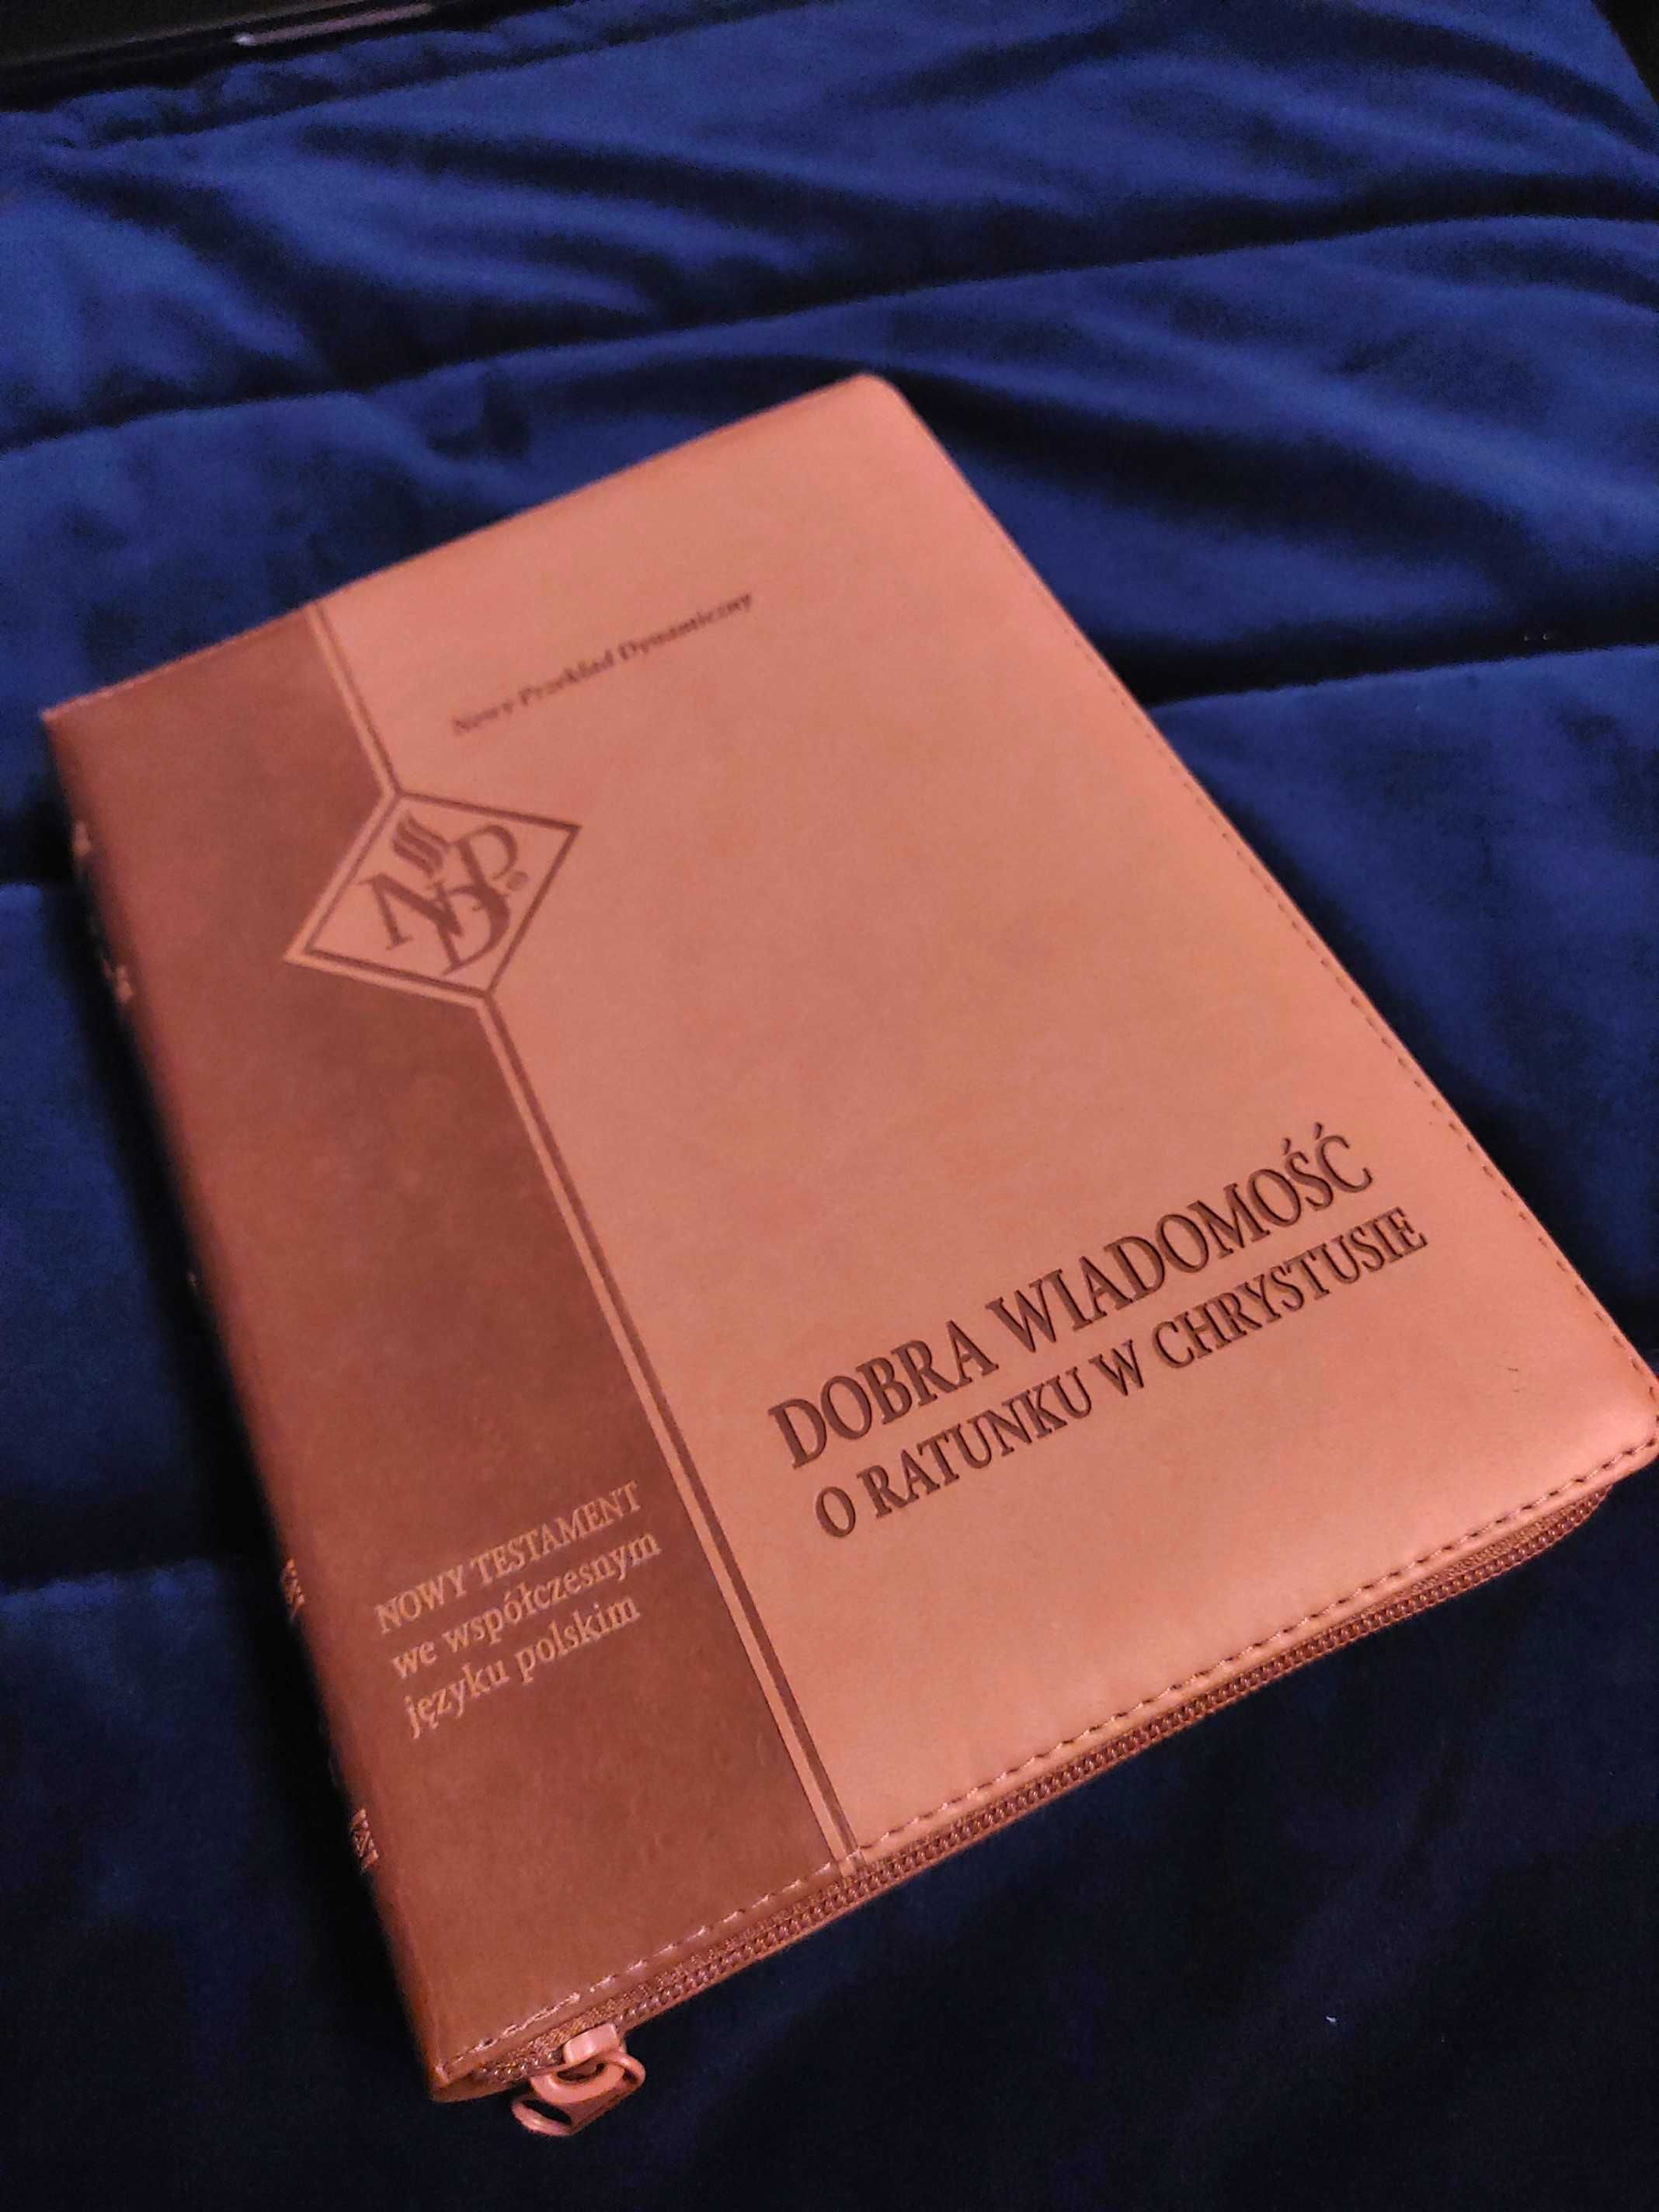 Nowy Przekład Dynamiczny
NPD®
DOBRA WIADOMOŚĆ
O RATUNKU W CHRYSTUSIE
NOWY TESTAMENT
we współczesnym
języku polskim